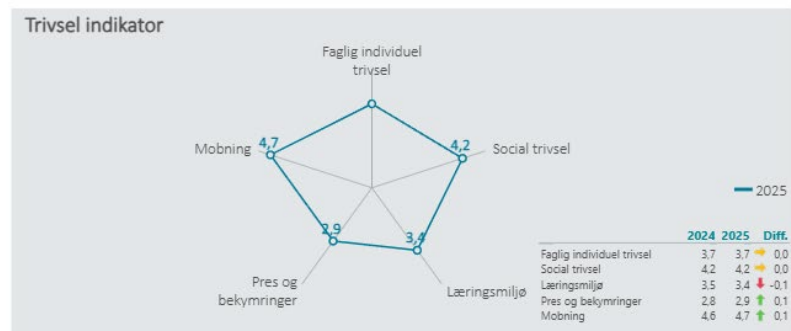 Trivsel indikator
Faglig individuel
trivsel
4,7
4,2
Mobning
Social trivsel
2025
2,9
3,4
Pres og
bekymringer
Læringsmiljø
2024 2025 Diff.
Faglig individuel trivsel 3,7 3,7 0,0
Social trivsel 4,2 4,2 0,0
Læringsmiljø 3,5 3,4 -0,1
Pres og bekymringer 2,8 2,9 0,1
Mobning 4,6 4,7 0,1